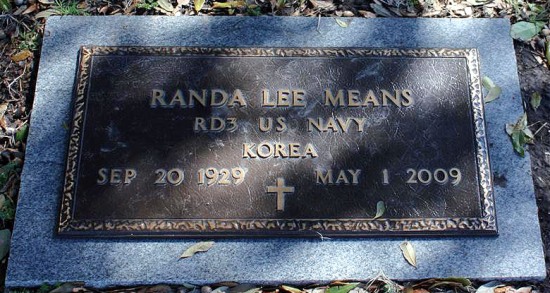 RANDA LEE MEANS
RD3 US NAVY
KOREA
SEP 20 1929 MAY 1 2009